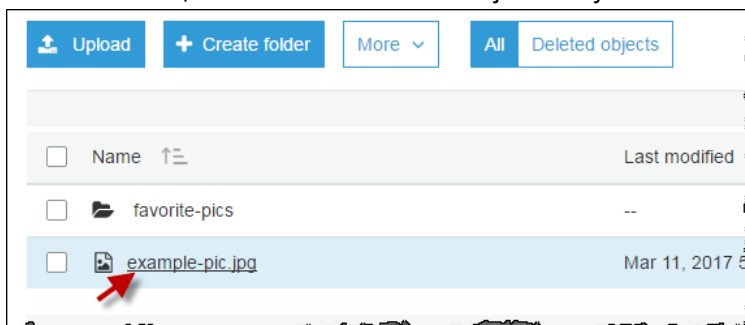 Upload Create folder More All Deleted objects
Name Last modified
favorite-pics --
example-pic.jpg Mar 11, 2017